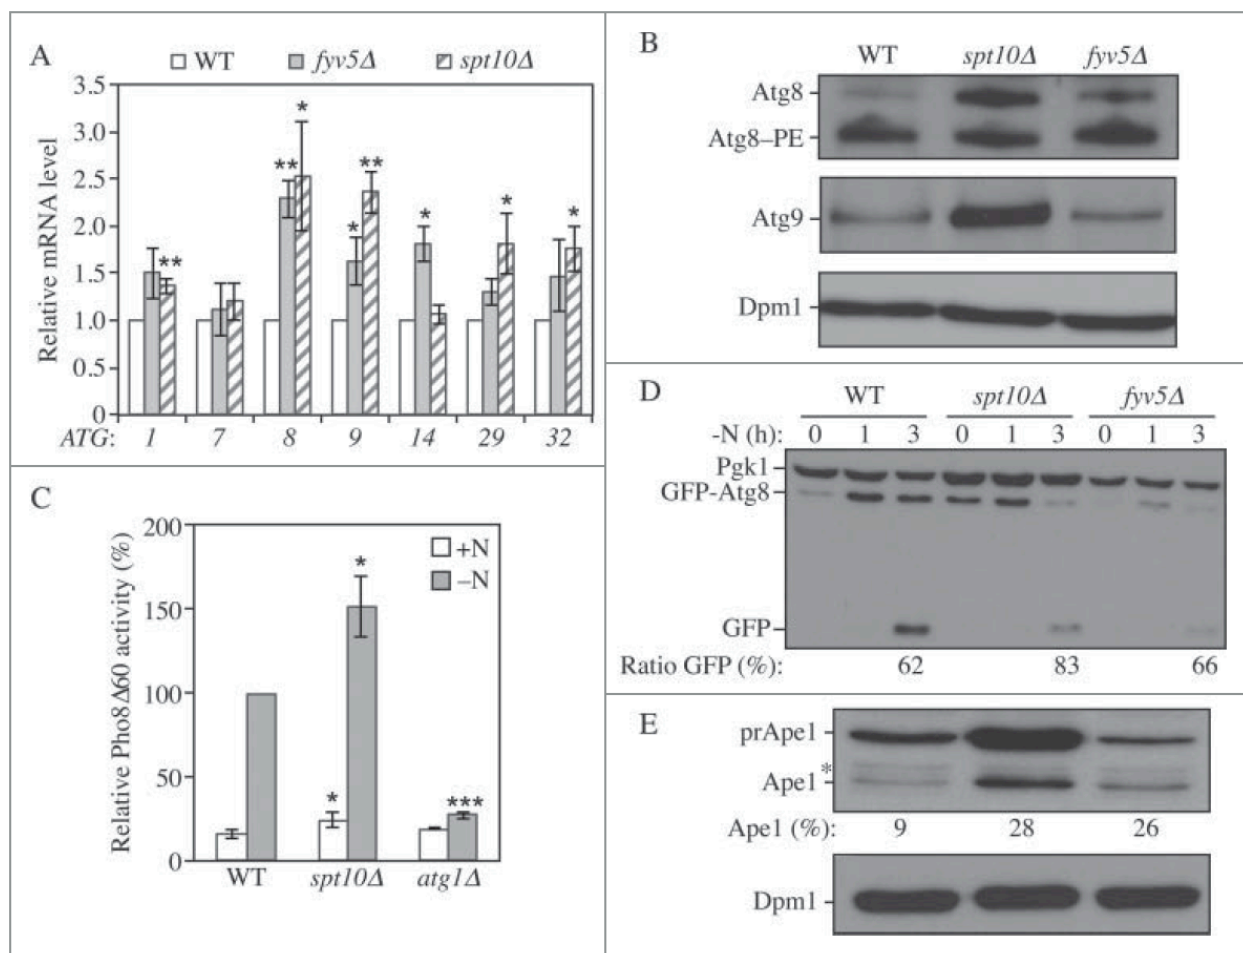 A
WT fyv5Δ spt10Δ
Relative mRNA level
3.5
3.0
2.5
2.0
1.5
1.0
0.5
0
** ** * * ** * * *
ATG: 1 7 8 9 14 29 32
B
WT spt10Δ fyv5Δ
Atg8
Atg8–PE
Atg9
Dpm1
C
Relative Pho8Δ60 activity (%)
200
150
100
50
0
+N
–N
* * ***
WT spt10Δ atg1Δ
D
WT spt10Δ fyv5Δ
-N (h): 0 1 3 0 1 3 0 1 3
Pgk1
GFP-Atg8
GFP
Ratio GFP (%): 62 83 66
E
prApe1
*
Ape1
Ape1 (%): 9 28 26
Dpm1